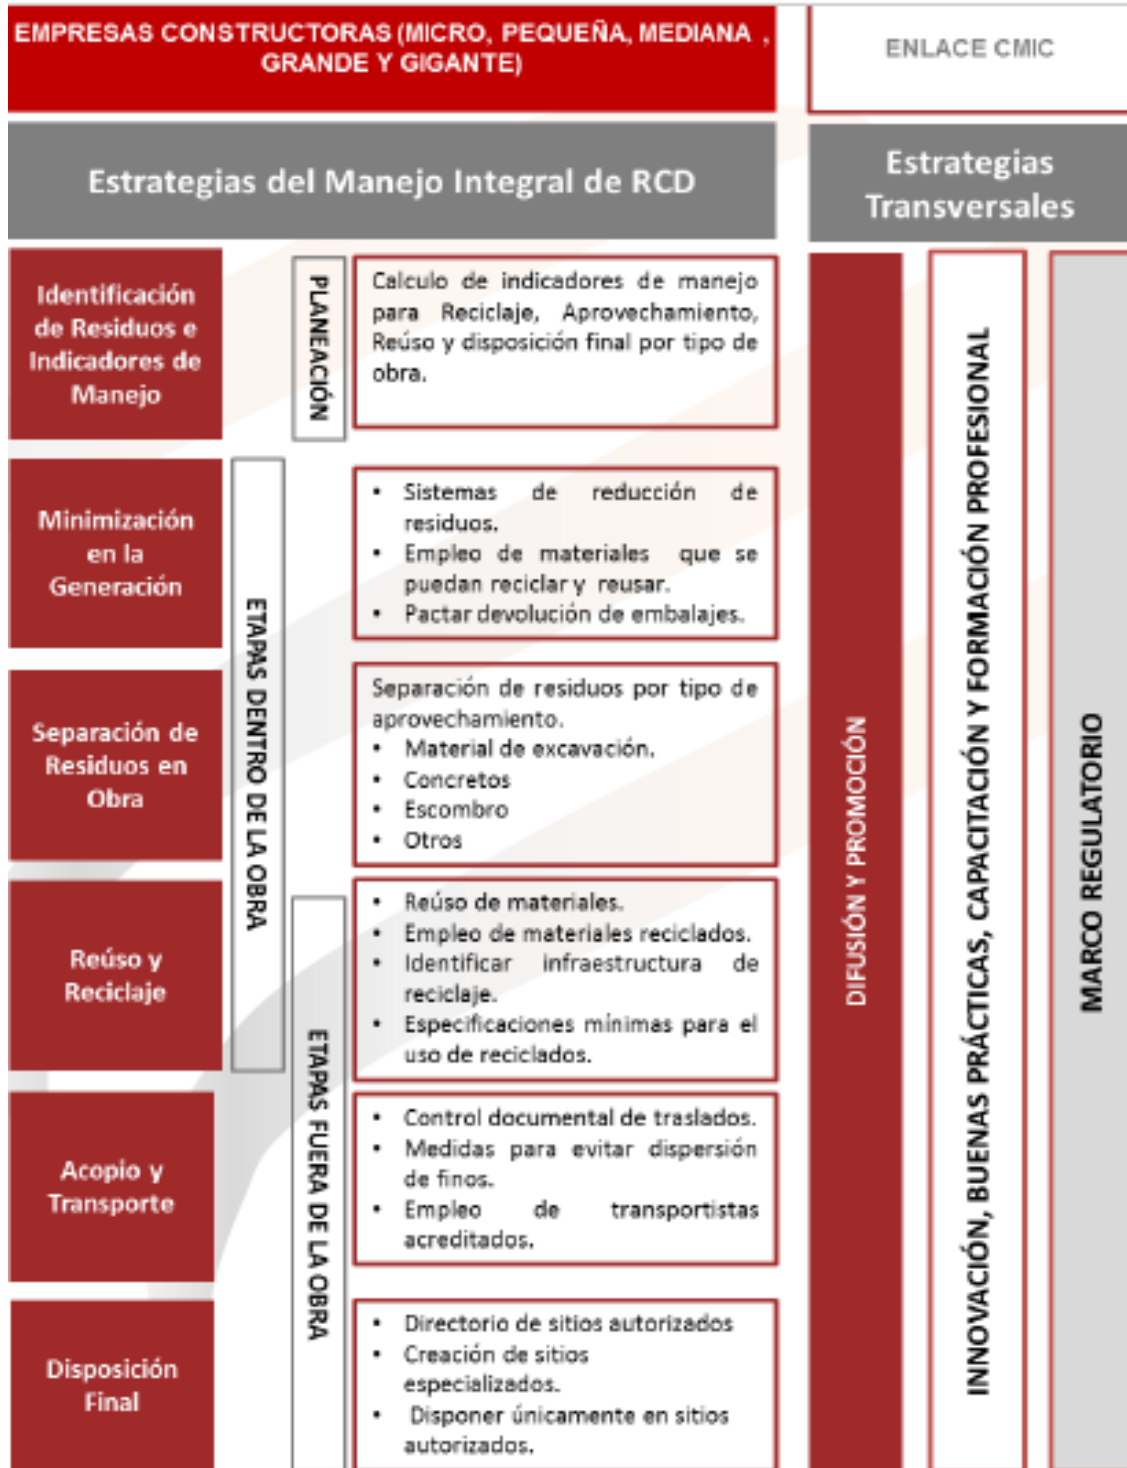 EMPRESAS CONSTRUCTORAS (MICRO, PEQUEÑA, MEDIANA ,
GRANDE Y GIGANTE)
ENLACE CMIC
Estrategias del Manejo Integral de RCD
Estrategias
Transversales
Identificación
de Residuos e
Indicadores de
Manejo
PLANEACIÓN
Calculo de indicadores de manejo
para Reciclaje, Aprovechamiento,
Reúso y disposición final por tipo de
obra.
Minimización
en la
Generación
ETAPAS DENTRO DE LA OBRA
• Sistemas de reducción de
residuos.
• Empleo de materiales que se
puedan reciclar y reusar.
• Pactar devolución de embalajes.
Separación de
Residuos en
Obra
Separación de residuos por tipo de
aprovechamiento.
• Material de excavación.
• Concretos
• Escombro
• Otros
Reúso y
Reciclaje
ETAPAS FUERA DE LA OBRA
• Reúso de materiales.
• Empleo de materiales reciclados.
• Identificar infraestructura de
reciclaje.
• Especificaciones mínimas para el
uso de reciclados.
Acopio y
Transporte
• Control documental de traslados.
• Medidas para evitar dispersión
de finos.
• Empleo de transportistas
acreditados.
Disposición
Final
• Directorio de sitios autorizados
• Creación de sitios
especializados.
• Disponer únicamente en sitios
autorizados.
DIFUSIÓN Y PROMOCIÓN
INNOVACIÓN, BUENAS PRÁCTICAS, CAPACITACIÓN Y FORMACIÓN PROFESIONAL
MARCO REGULATORIO